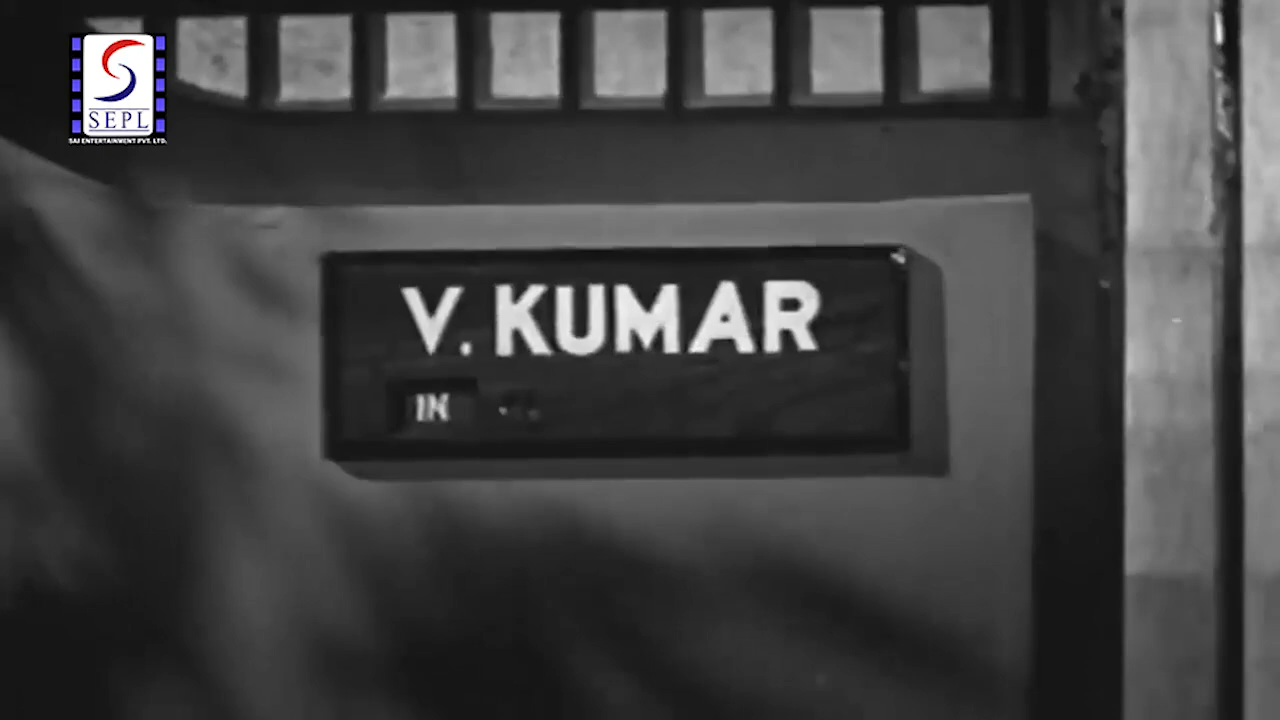 SEPL
SAI ENTERTAINMENT PVT. LTD.
V. KUMAR
IN